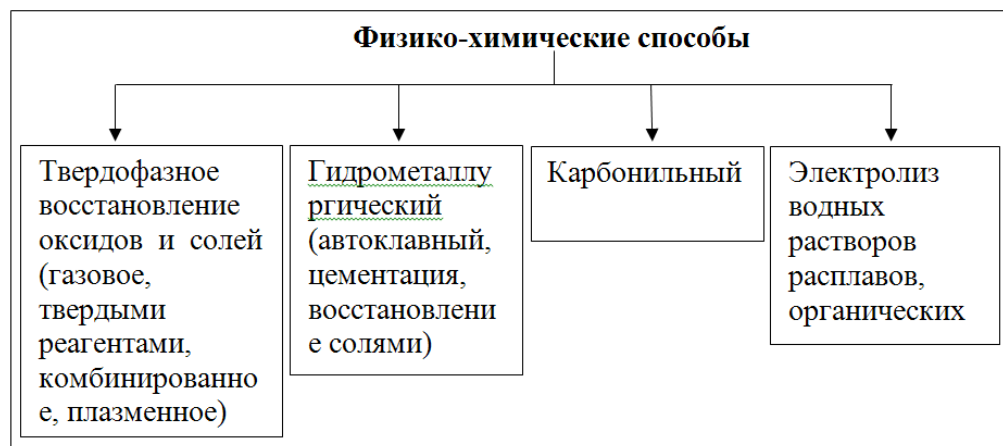 Физико-химические способы
Твердофазное
восстановление
оксидов и солей
(газовое,
твердыми
реагентами,
комбинированно
е, плазменное)
Гидрометаллу
ргический
(автоклавный,
цементация,
восстановлени
е солями)
Карбонильный
Электролиз
водных
растворов
расплавов,
органических